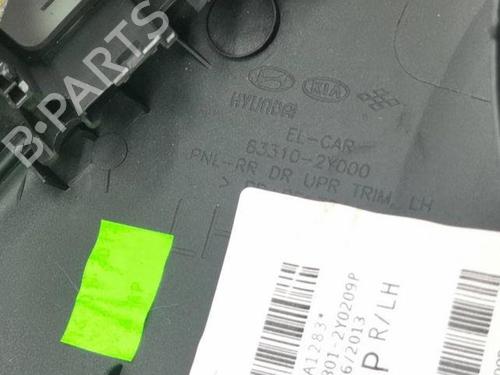 B-PARTS
HYUNDAI KIA
EL-CAR
83310-2Y000
PNL-RR DR UPR TRIM, LH
LH
A1283*
301-2Y0209P
6/2013
P R/LH